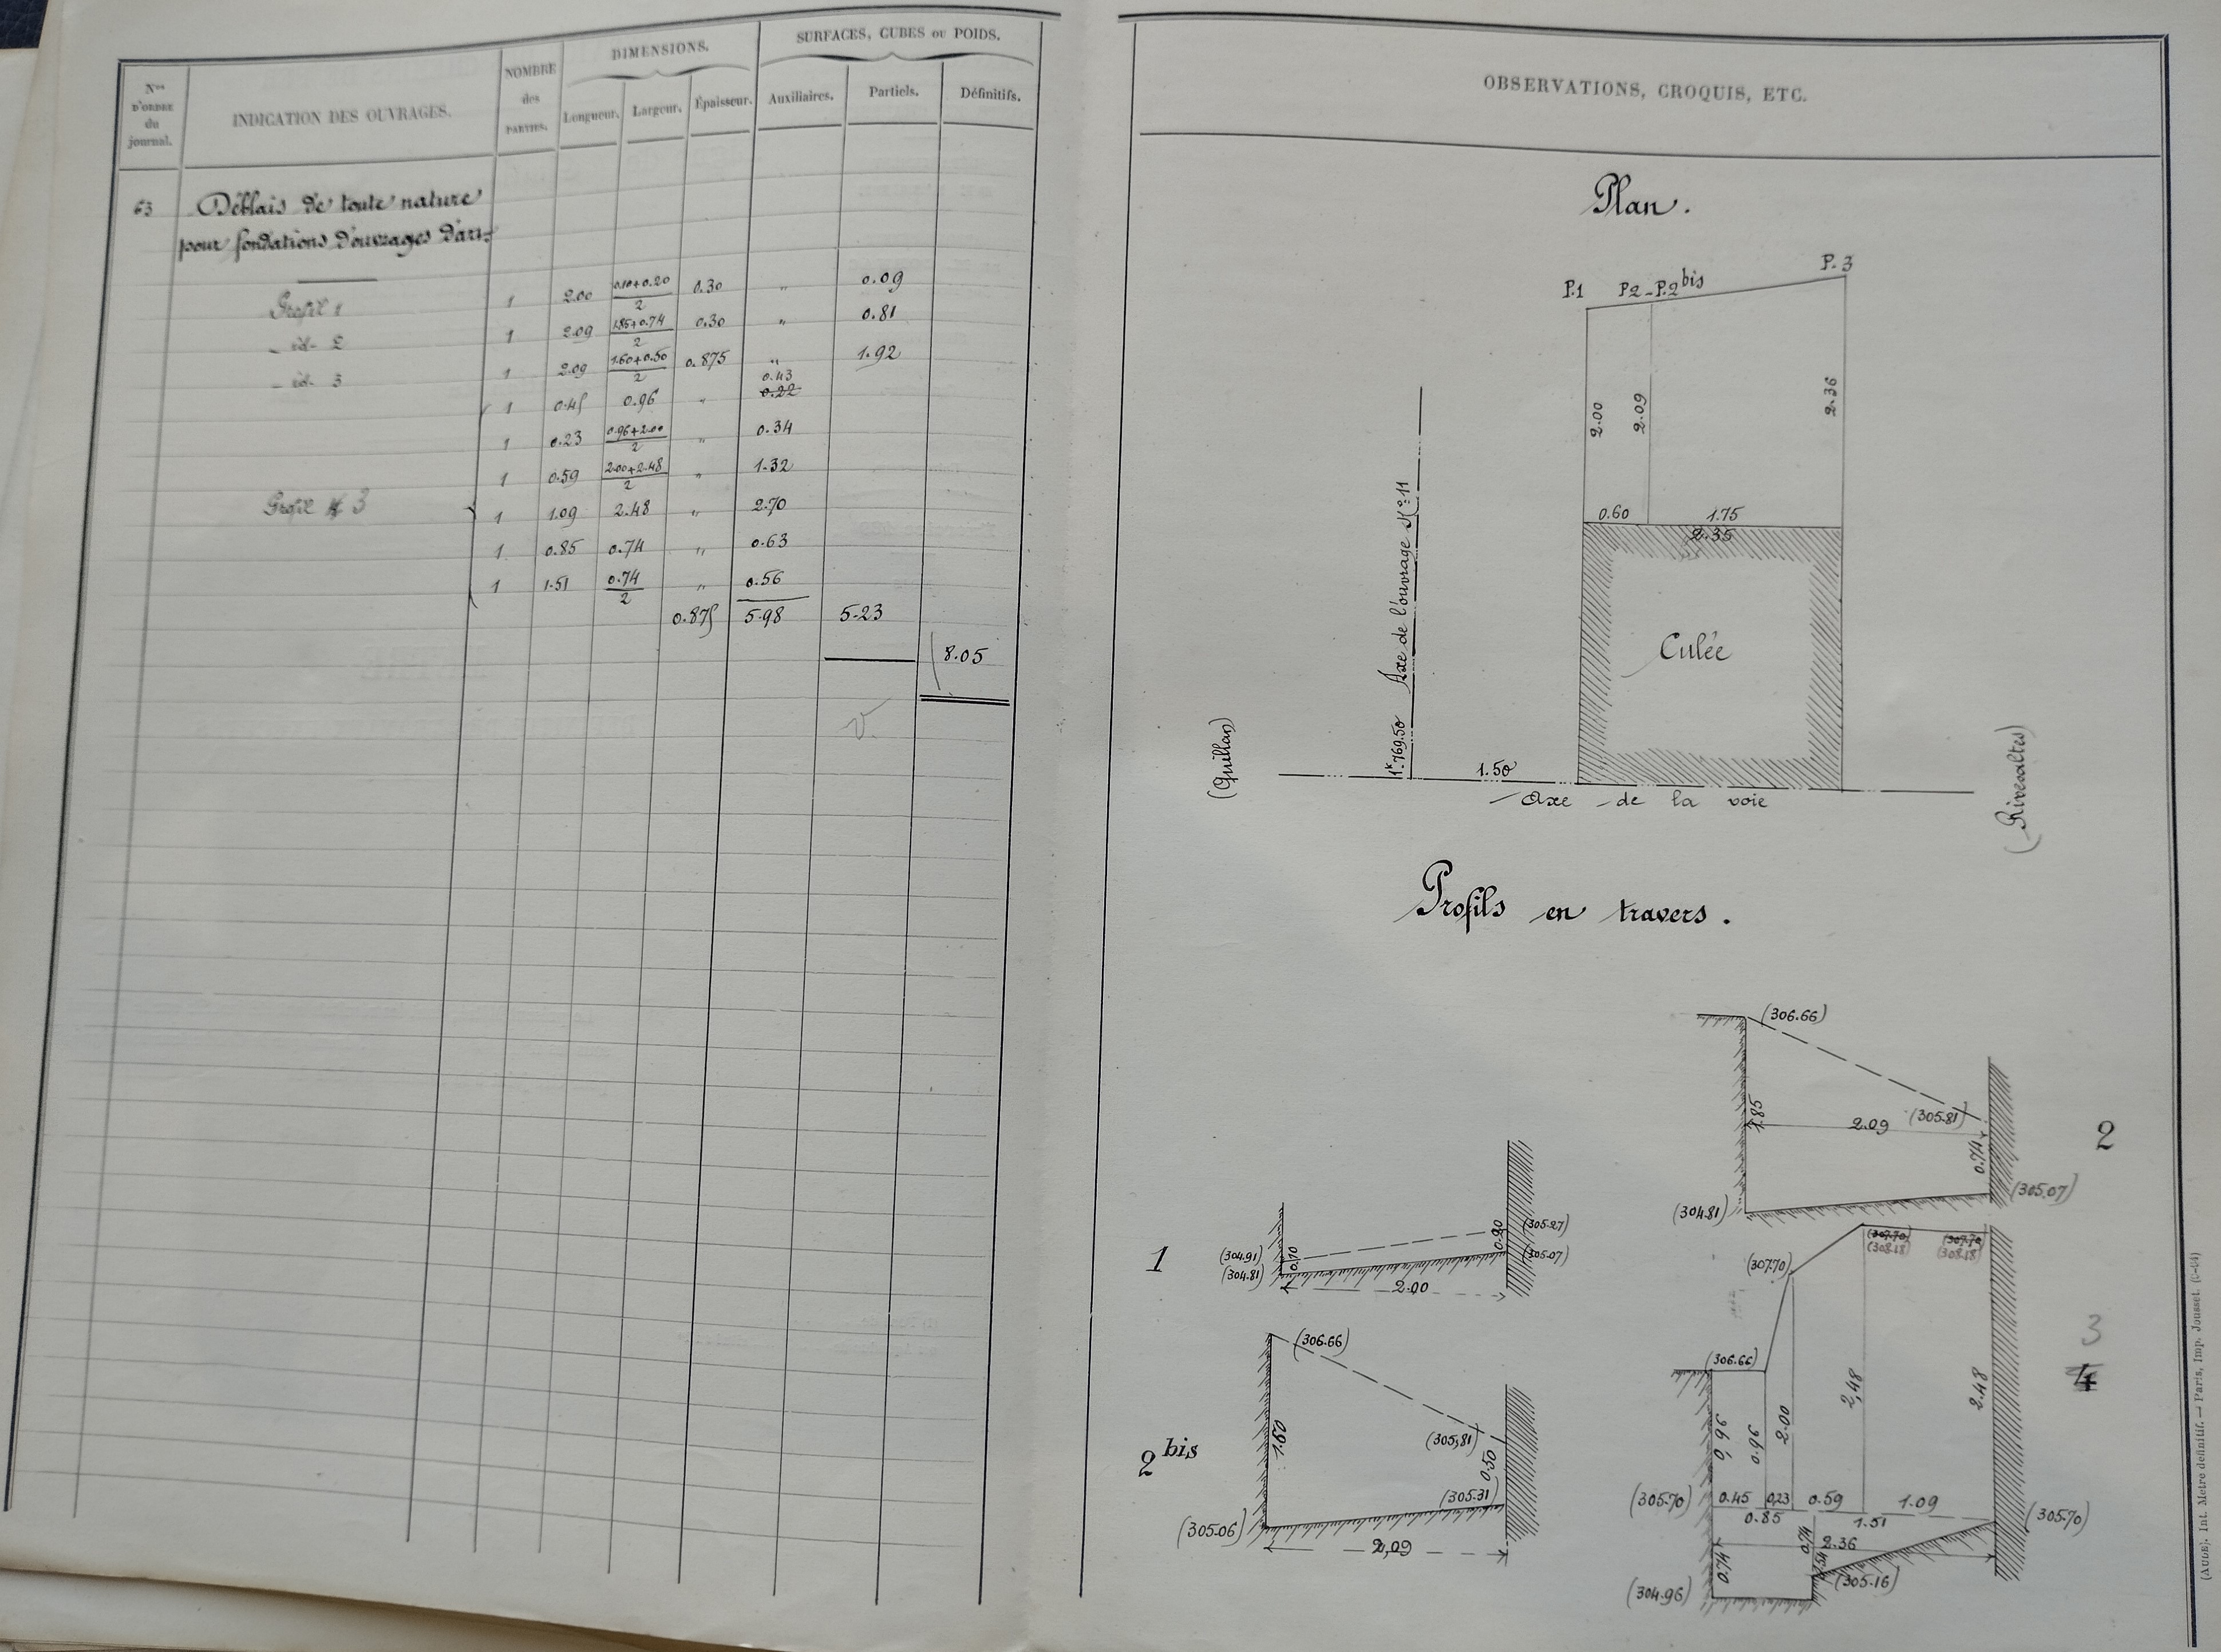 Nos D'ORDRE du journal.
INDICATION DES OUVRAGES.
NOMBRE des PARTIES.
DIMENSIONS.
Longueur. Largeur. Épaisseur.
SURFACES, CUBES ou POIDS.
Auxiliaires. Partiels. Définitifs.
63 Déblais de toute nature
pour fondations d'ouvrages d'art
Profil 1 1 2.00 0.10+0.20/2 0.30 " 0.09
_ id- 2 1 2.09 1.85+0.74/2 0.30 " 0.81
_ id- 3 1 2.09 1.60+0.50/2 0.875 " 1.92
0.43
1 0.45 0.96 " 0.22
1 0.23 0.96+2.00/2 " 0.34
1 0.59 2.00+2.48/2 " 1.32
Profil 3 1 1.09 2.48 " 2.70
1 0.85 0.74 " 0.63
1 1.51 0.74/2 " 0.56
0.875 5.98 5.23
8.05
V.
OBSERVATIONS, CROQUIS, ETC.
Plan.
P.1 P2-P.2bis P.3
2.00 2.09 2.36
0.60 1.75
2.35
Culée
1k.769.50 Axe de l'ouvrage No 11
(Quillan)
1.50
Axe de la voie
(Rivesaltes)
Profils en travers.
(306.66)
1.85
2.09 (305.81)
0.74
2
(304.81) (305.07)
1
(304.91)
(304.81)
0.10
0.20
(305.27)
(305.07)
2.00
(306.66)
1.60
(305,81)
0.50
2 bis
(305.31)
(305.06)
2,09
(307.70) (307.70)
(308.18) (308.18)
(307.70)
(306.66)
3
4
0,96 0.96 2.00 2,48 2.48
(305.70) 0.45 0,23 0.59 1.09 (305.70)
0.85 1.51
0.74 2.36
0.74
(305.16)
(304.96)
(AUDE). Int. Metre définitif. — Paris, Imp. Jousset. (c-04)